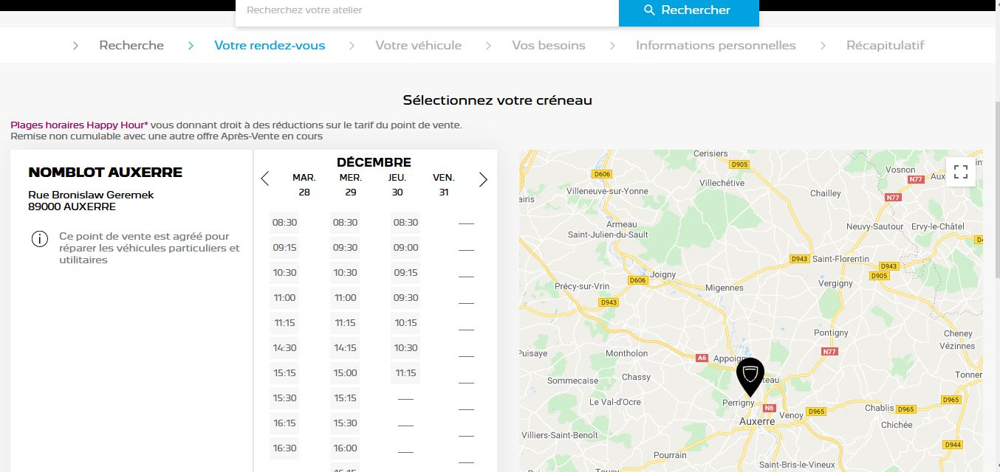 Recherchez votre atelier
Rechercher
Recherche
Votre rendez-vous
Votre véhicule
Vos besoins
Informations personnelles
Récapitulatif
Sélectionnez votre créneau
Plages horaires Happy Hour* vous donnant droit à des réductions sur le tarif du point de vente.
Remise non cumulable avec une autre offre Après-Vente en cours
NOMBLOT AUXERRE
Rue Bronislaw Geremek
89000 AUXERRE
Ce point de vente est agréé pour
réparer les véhicules particuliers et
utilitaires
DÉCEMBRE
MAR. MER. JEU. VEN.
28 29 30 31
08:30 08:30 08:30
09:15 09:30 09:00
10:30 10:30 09:15
11:00 11:00 09:30
11:15 11:15 10:15
14:30 14:15 10:30
15:15 15:00 11:15
15:30 15:15
16:15 15:30
16:30 16:00
Cerisiers
D905
Vosnon
D606
N77
Villechétive
Villeneuve-sur-Yonne
Chailley
N77
Armeau
Neuvy-Sautour
Ervy-le-Châtel
Saint-Julien-du-Sault
D943
Saint-Florentin
D943
D905
Joigny
D606
Vergigny
Précy-sur-Vrin
Migennes
D943
Pontigny
Cheney
Vézinnes
N77
Montholon
A6
Chassy
Sommecaise
Perrigny
Le Val-d'Ocre
N6
D965
Venoy
Chablis
D965
D965
Auxerre
Chichée
Villiers-Saint-Benoît
D944
Pourrain
Saint-Bris-le-Vineux